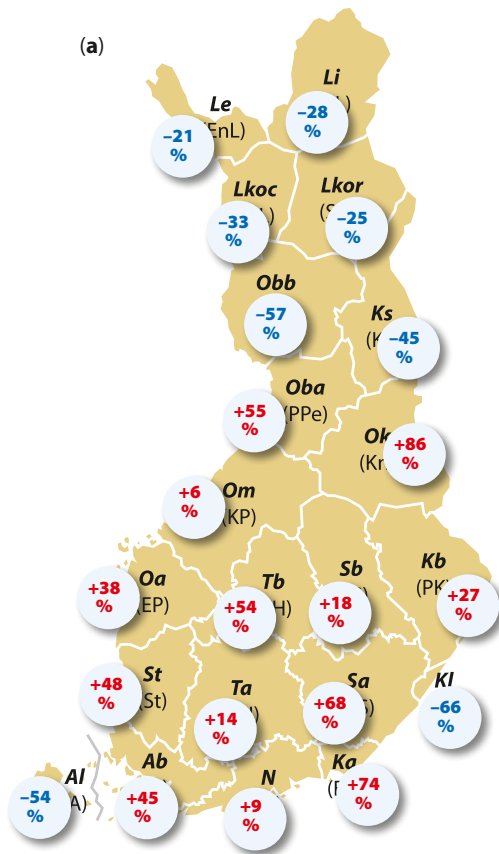 (a)
Li
–28
%
Le
(EnL)
–21
%
Lkoc
–33
%
Lkor
–25
%
Obb
–57
%
Ks
–45
%
Oba
(PPe)
+55
%
Ok
+86
%
Om
(KP)
+6
%
Oa
(EP)
+38
%
Tb
+54
%
Sb
+18
%
Kb
(PK)
+27
%
St
(St)
+48
%
Ta
+14
%
Sa
+68
%
Kl
–66
%
Al
–54
%
Ab
+45
%
N
+9
%
Ka
+74
%